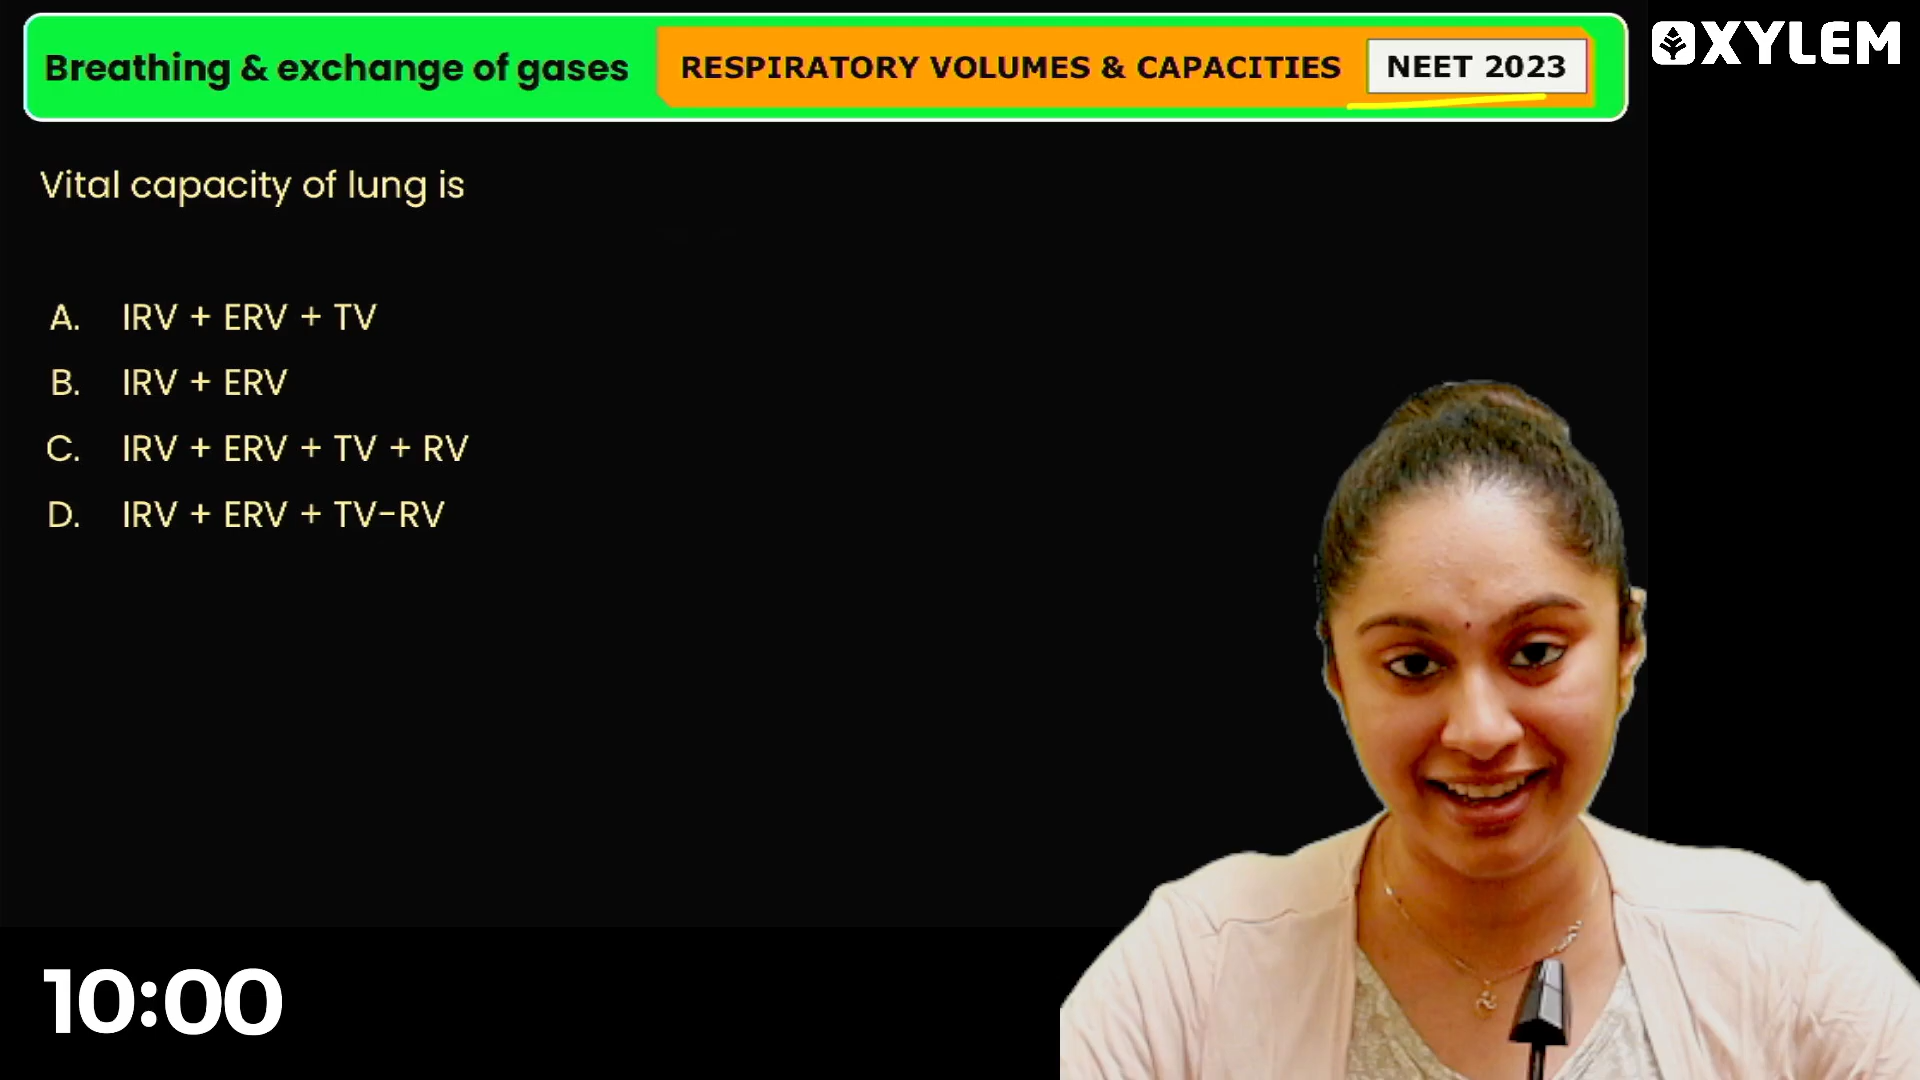 Breathing & exchange of gases
RESPIRATORY VOLUMES & CAPACITIES
NEET 2023
XYLEM
Vital capacity of lung is
A. IRV + ERV + TV
B. IRV + ERV
C. IRV + ERV + TV + RV
D. IRV + ERV + TV-RV
10:00